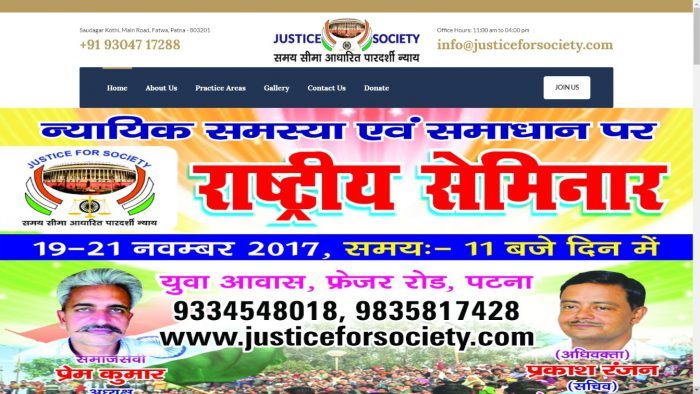 Saudagar Kothi, Main Road, Fatwa, Patna - 803201
+91 93047 17288
JUSTICE SOCIETY
समय सीमा आधारित पारदर्शी न्याय
Office Hours: 11:00 am to 04:00 pm
info@justiceforsociety.com
Home About Us Practice Areas Gallery Contact Us Donate JOIN US
न्यायिक समस्या एवं समाधान पर
JUSTICE FOR SOCIETY
समय सीमा आधारित पारदर्शी न्याय
राष्ट्रीय सेमिनार
19-21 नवम्बर 2017, समयः- 11 बजे दिन में
युवा आवास, फ्रेजर रोड, पटना
9334548018, 9835817428
www.justiceforsociety.com
समाजसेवी
प्रेम कुमार
अध्यक्ष
(अधिवक्ता)
प्रकाश रंजन
(सचिव)